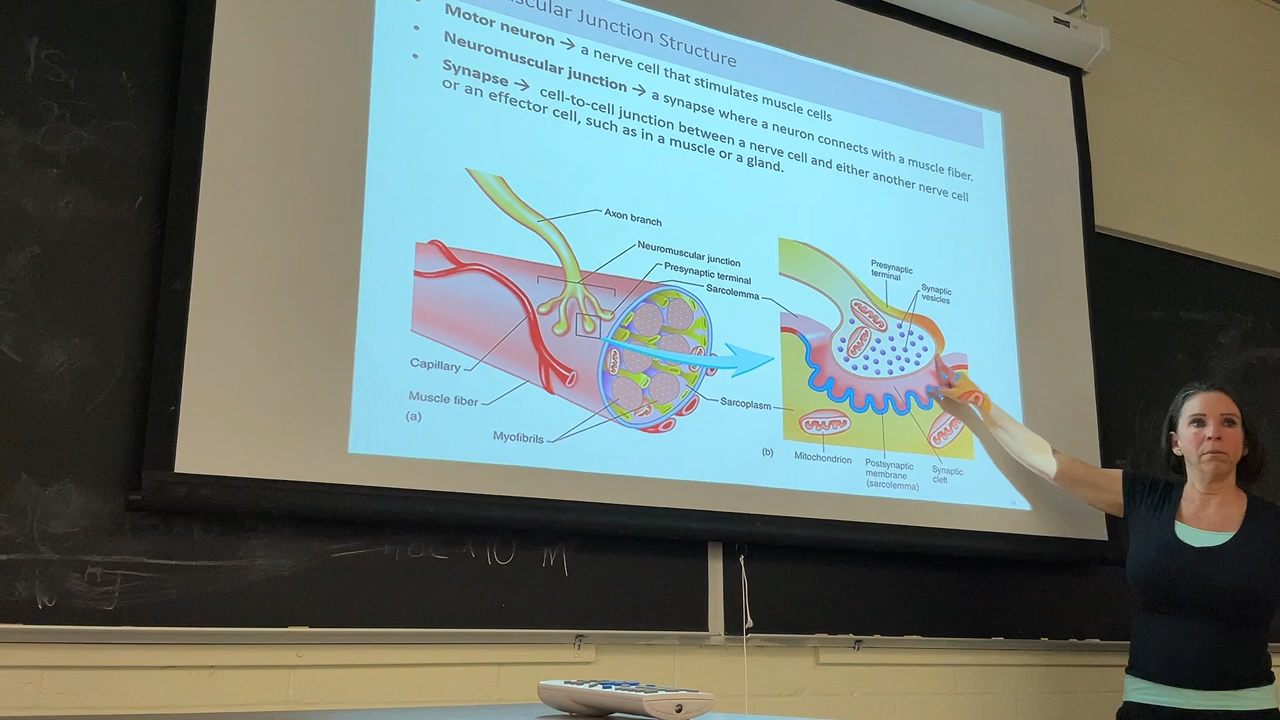 scular Junction Structure
• Motor neuron → a nerve cell that stimulates muscle cells
• Neuromuscular junction → a synapse where a neuron connects with a muscle fiber.
• Synapse → cell-to-cell junction between a nerve cell and either another nerve cell
or an effector cell, such as in a muscle or a gland.
Axon branch
Neuromuscular junction
Presynaptic terminal
Sarcolemma
Capillary
Muscle fiber
(a)
Myofibrils
Sarcoplasm
Presynaptic
terminal
Synaptic
vesicles
(b)
Mitochondrion
Postsynaptic
membrane
(sarcolemma)
Synaptic
cleft
M